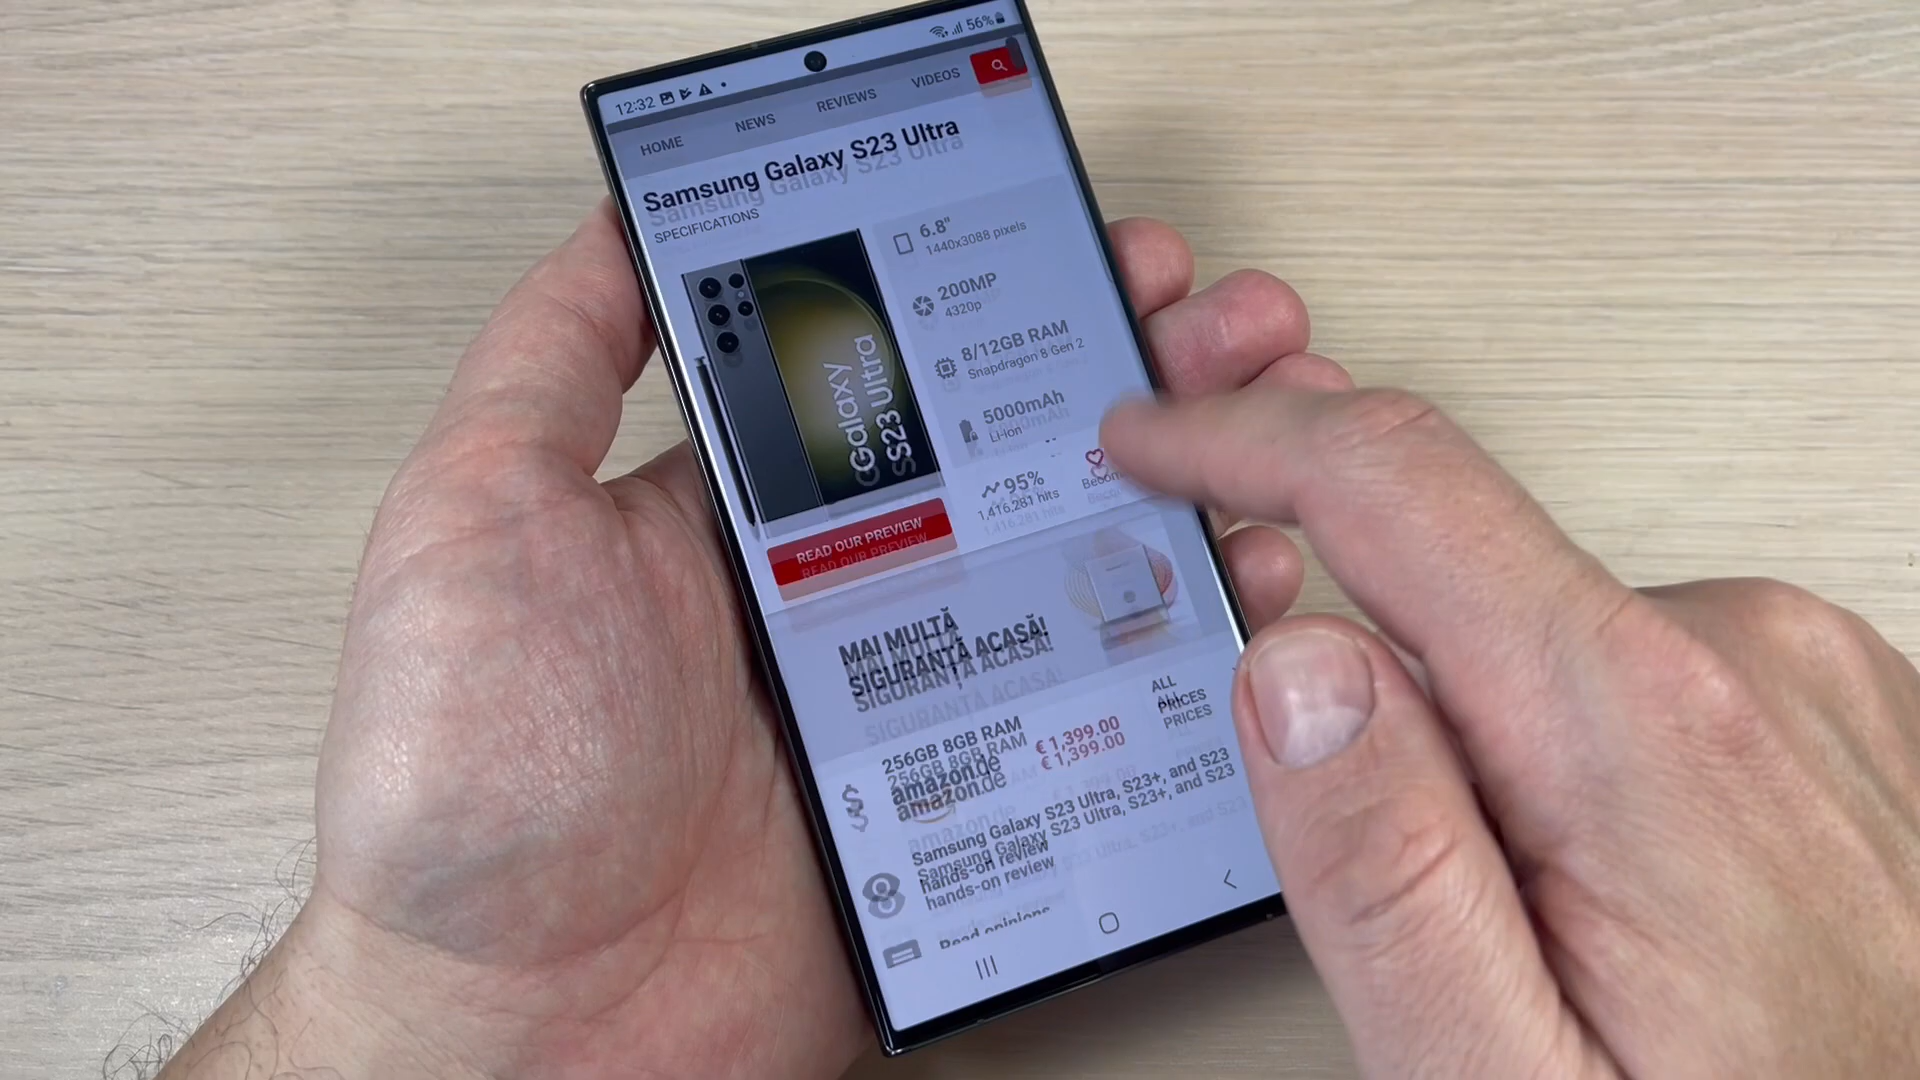 12:32
56%
HOME
NEWS
REVIEWS
VIDEOS
Samsung Galaxy S23 Ultra
SPECIFICATIONS
6.8"
1440x3088 pixels
200MP
4320p
8/12GB RAM
Snapdragon 8 Gen 2
5000mAh
Li-Ion
Galaxy
S23 Ultra
95%
1,416,281 hits
READ OUR PREVIEW
MAI MULTĂ
SIGURANȚĂ ACASĂ!
256GB 8GB RAM
amazon.de
€ 1,399.00
ALL
PRICES
Samsung Galaxy S23 Ultra, S23+, and S23
hands-on review
Read opinions